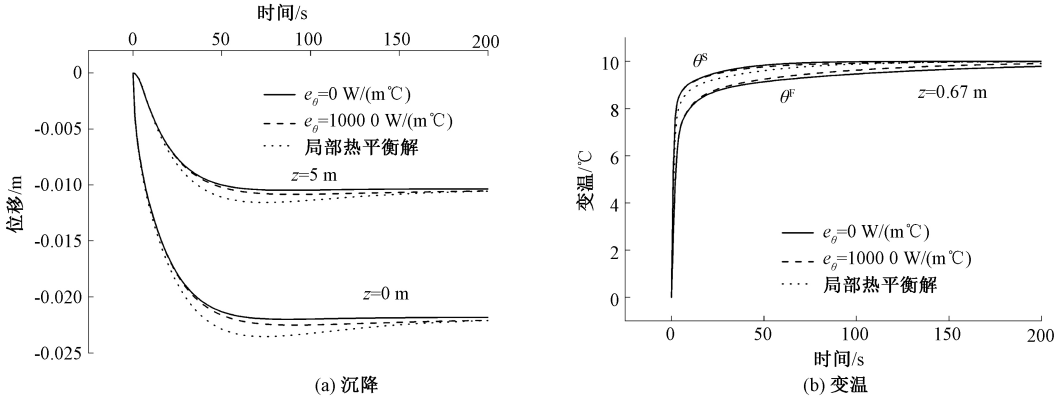 时间/s
0 50 100 150 200
0
-0.005
-0.010
-0.015
-0.020
-0.025
位移/m
eθ=0 W/(m℃)
eθ=1000 0 W/(m℃)
局部热平衡解
z=5 m
z=0 m
(a) 沉降
10
8
6
4
2
0
变温/℃
θS
θF
z=0.67 m
eθ=0 W/(m℃)
eθ=1000 0 W/(m℃)
局部热平衡解
0 50 100 150 200
时间/s
(b) 变温